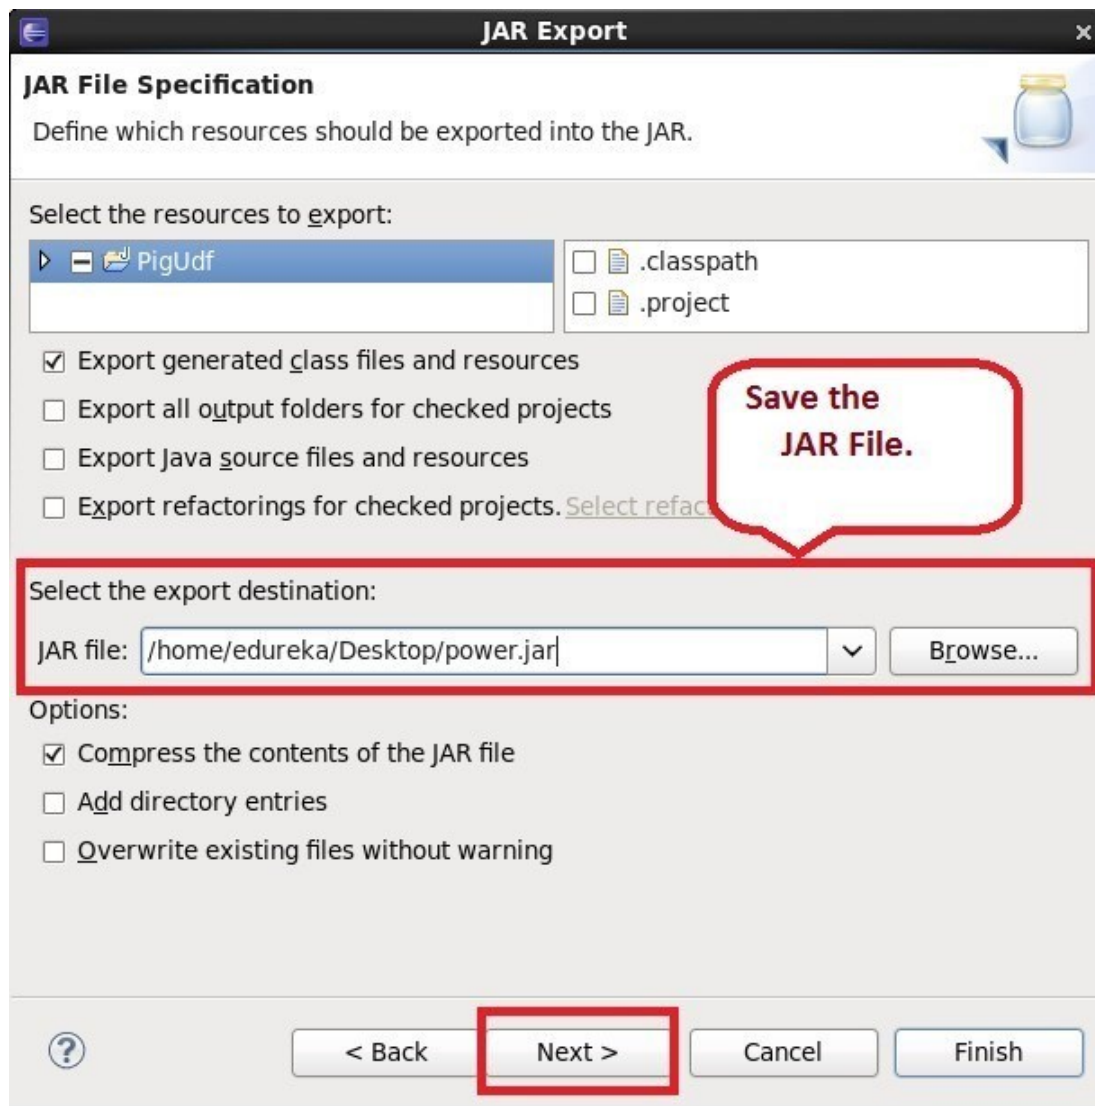 JAR Export
JAR File Specification
Define which resources should be exported into the JAR.
Select the resources to export:
PigUdf
.classpath
.project
Export generated class files and resources
Export all output folders for checked projects
Export Java source files and resources
Export refactorings for checked projects. Select refac
Save the
JAR File.
Select the export destination:
JAR file: /home/edureka/Desktop/power.jar Browse...
Options:
Compress the contents of the JAR file
Add directory entries
Overwrite existing files without warning
? < Back Next > Cancel Finish